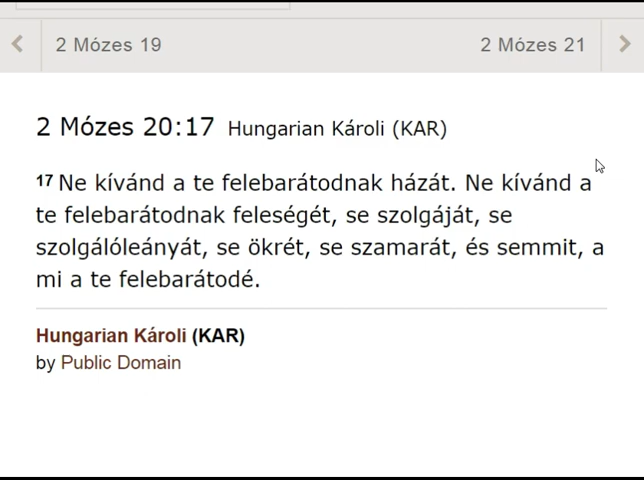 2 Mózes 19
2 Mózes 21
2 Mózes 20:17 Hungarian Károli (KAR)
17 Ne kívánd a te felebarátodnak házát. Ne kívánd a
te felebarátodnak feleségét, se szolgáját, se
szolgálóleányát, se ökrét, se szamarát, és semmit, a
mi a te felebarátodé.
Hungarian Károli (KAR)
by Public Domain